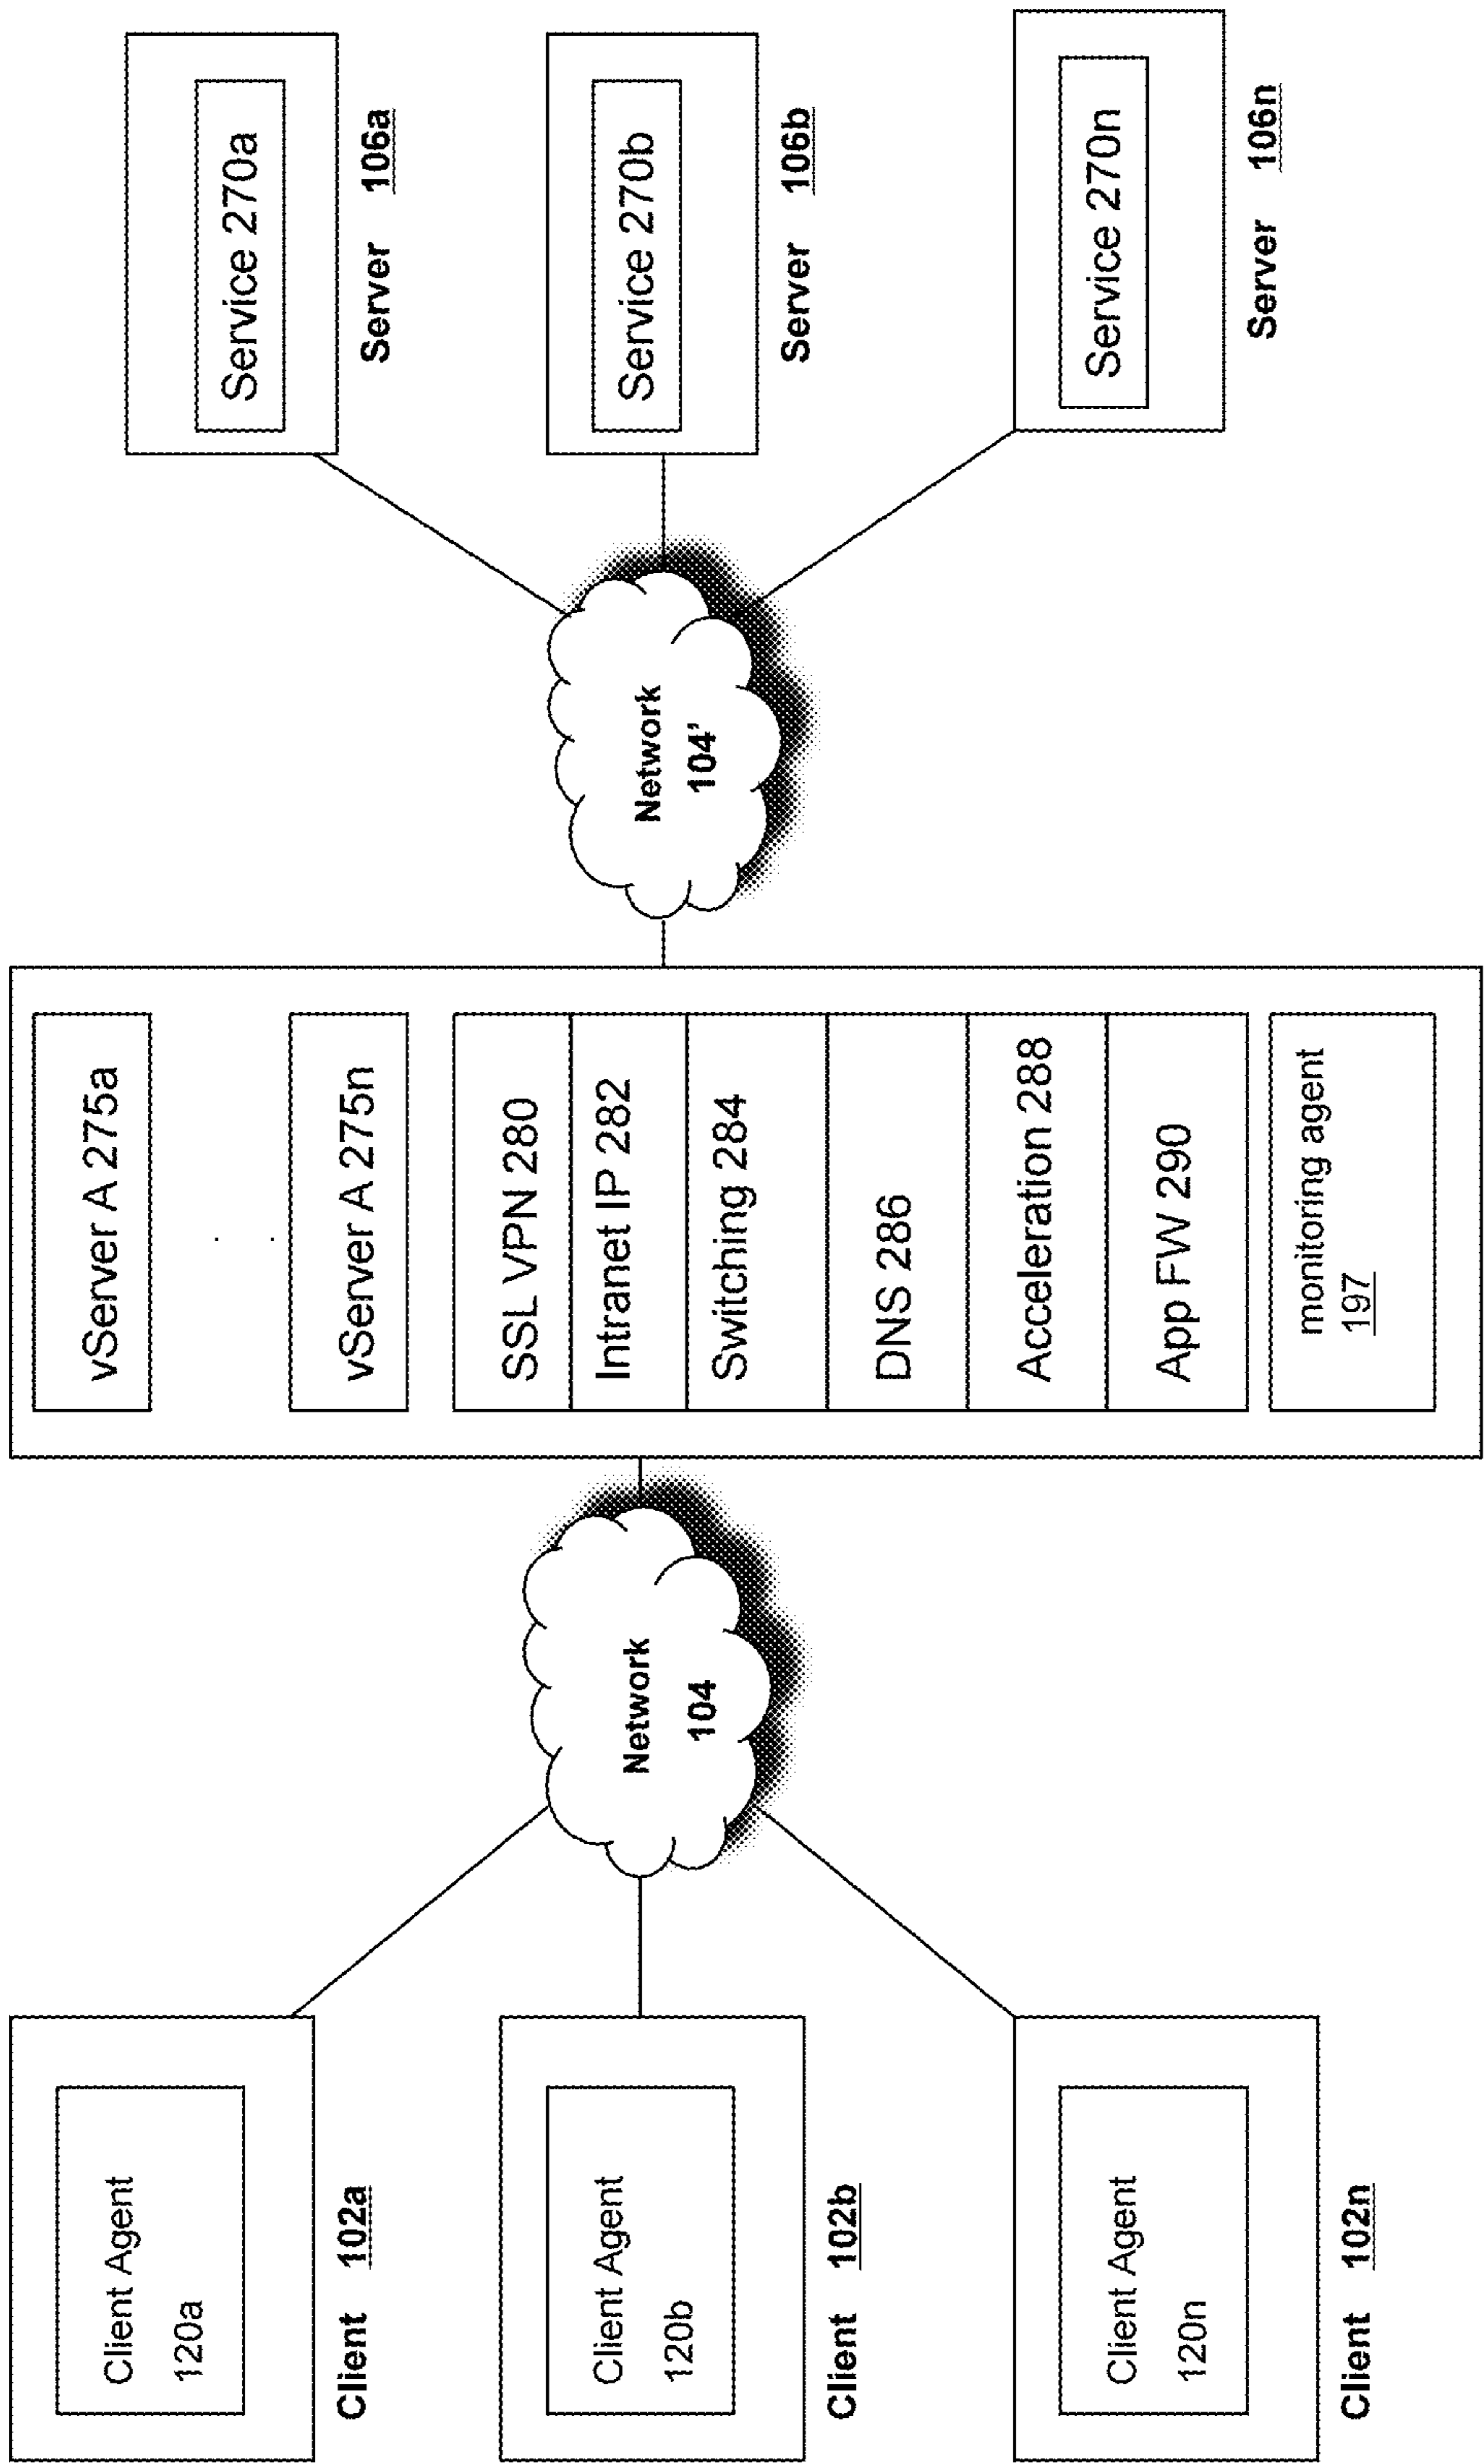 Client Agent
120a
Client 102a
Client Agent
120b
Client 102b
Client Agent
120n
Client 102n
Network
104
vServer A 275a
.
.
vServer A 275n
SSL VPN 280
Intranet IP 282
Switching 284
DNS 286
Acceleration 288
App FW 290
monitoring agent
197
Network
104'
Service 270a
Server 106a
Service 270b
Server 106b
Service 270n
Server 106n